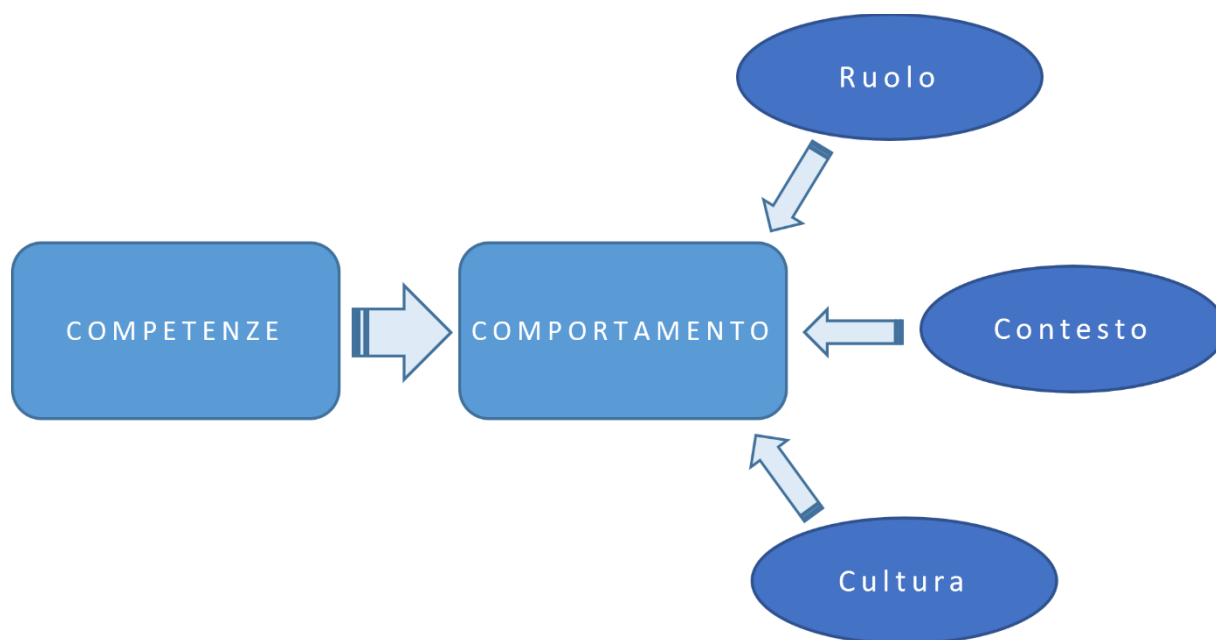 Ruolo
COMPETENZE
COMPORTAMENTO
Contesto
Cultura